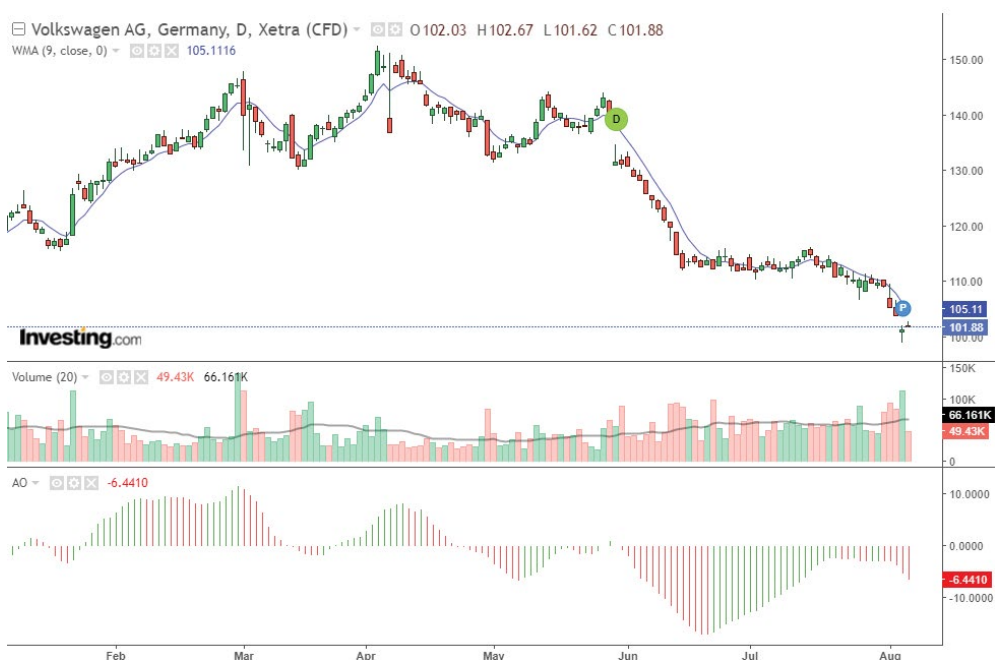 Volkswagen AG, Germany, D, Xetra (CFD) O102.03 H102.67 L101.62 C101.88
WMA (9, close, 0) 105.1116
150.00
140.00
D
130.00
120.00
110.00
P
105.11
101.88
100.00
Investing.com
Volume (20) 49.43K 66.161K
150K
100K
66.161K
49.43K
0
AO -6.4410
10.0000
0.0000
-6.4410
-10.0000
Feb Mar Apr May Jun Jul Aug